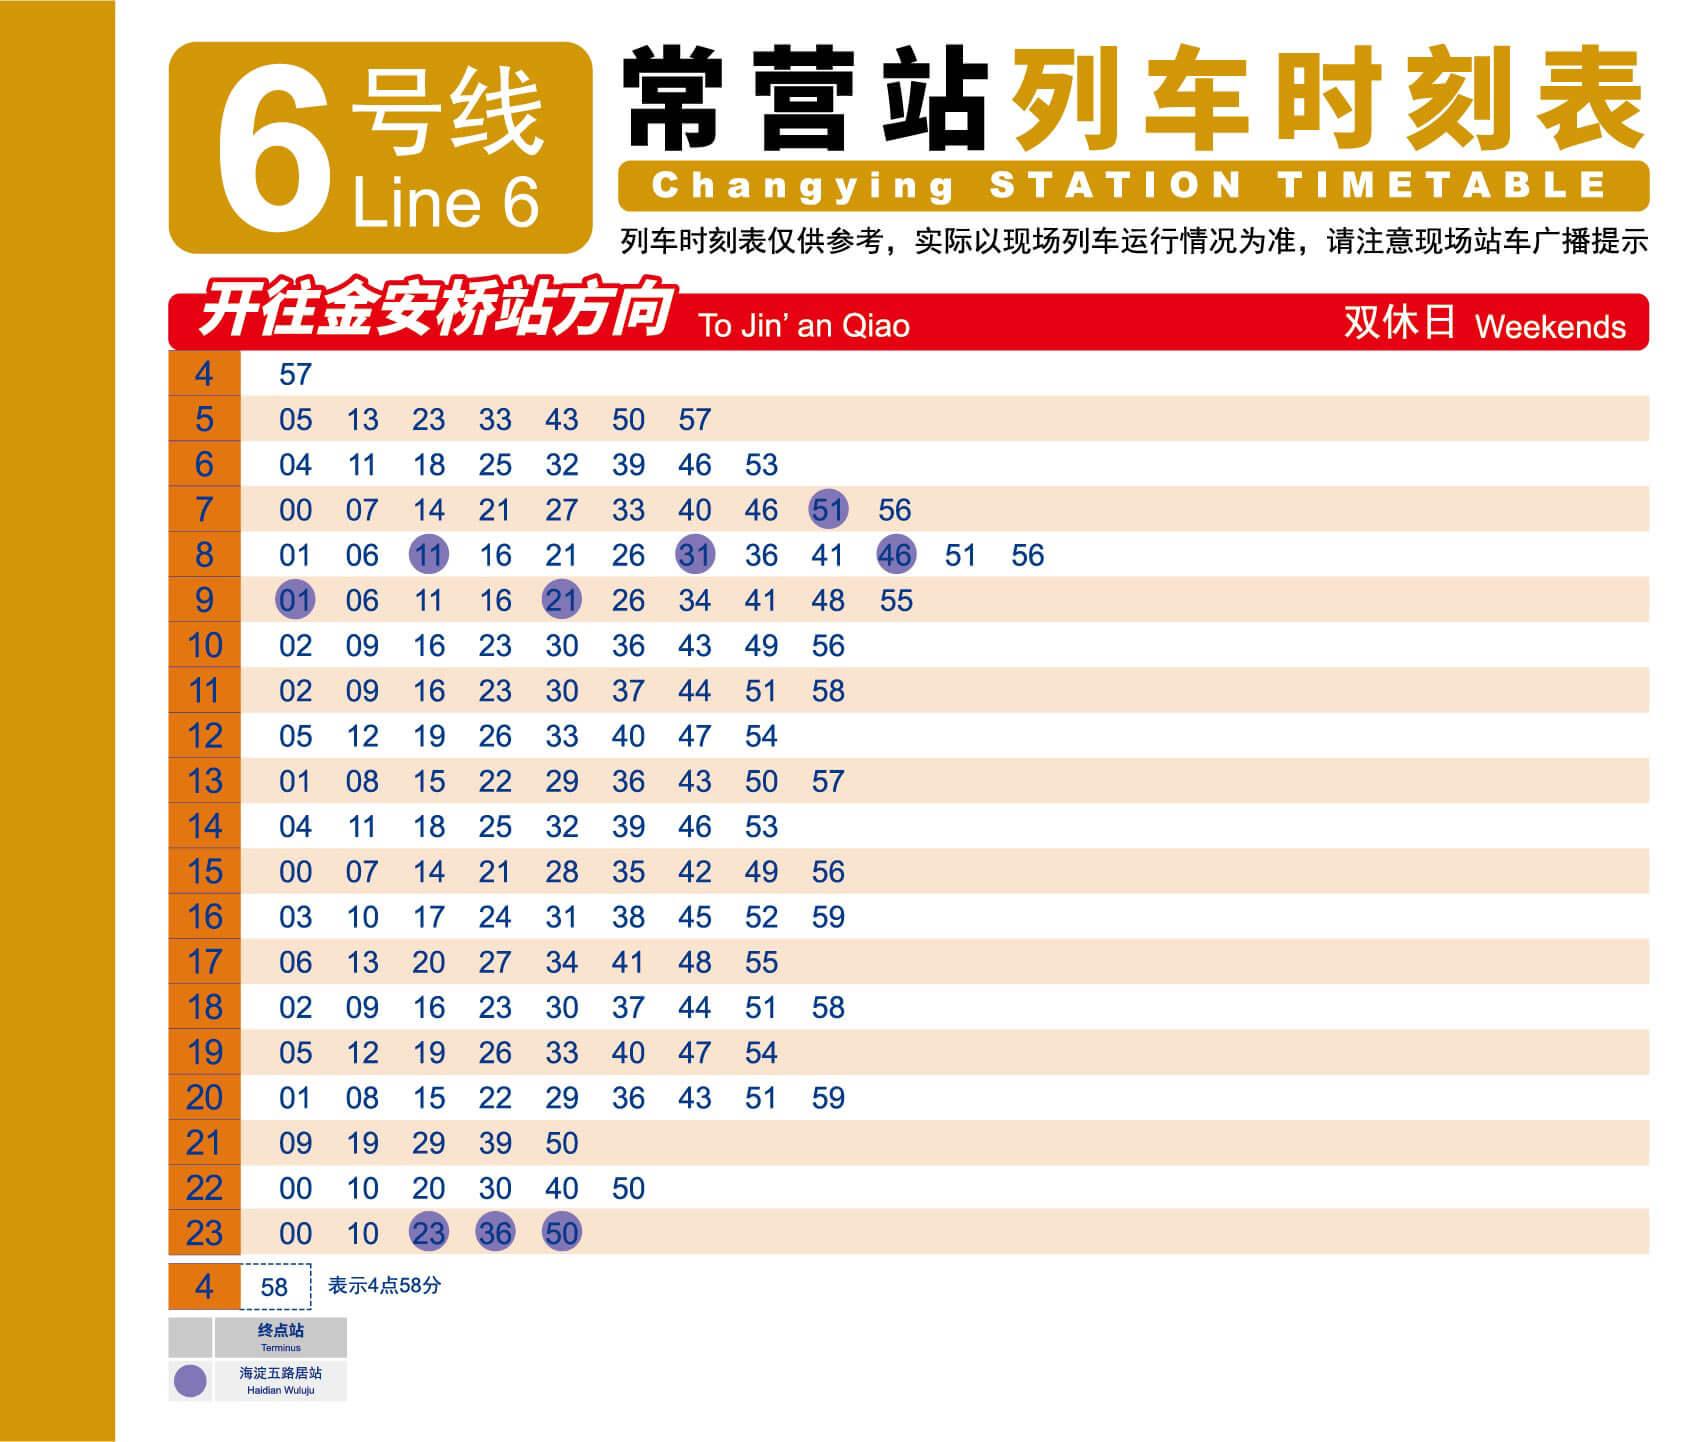 6号线
Line 6
常营站列车时刻表
Changying STATION TIMETABLE
列车时刻表仅供参考，实际以现场列车运行情况为准，请注意现场站车广播提示
开往金安桥站方向 To Jin’ an Qiao 双休日 Weekends
4 57
5 05 13 23 33 43 50 57
6 04 11 18 25 32 39 46 53
7 00 07 14 21 27 33 40 46 51 56
8 01 06 11 16 21 26 31 36 41 46 51 56
9 01 06 11 16 21 26 34 41 48 55
10 02 09 16 23 30 36 43 49 56
11 02 09 16 23 30 37 44 51 58
12 05 12 19 26 33 40 47 54
13 01 08 15 22 29 36 43 50 57
14 04 11 18 25 32 39 46 53
15 00 07 14 21 28 35 42 49 56
16 03 10 17 24 31 38 45 52 59
17 06 13 20 27 34 41 48 55
18 02 09 16 23 30 37 44 51 58
19 05 12 19 26 33 40 47 54
20 01 08 15 22 29 36 43 51 59
21 09 19 29 39 50
22 00 10 20 30 40 50
23 00 10 23 36 50
4 58 表示4点58分
终点站
Terminus
海淀五路居站
Haidian Wuluju